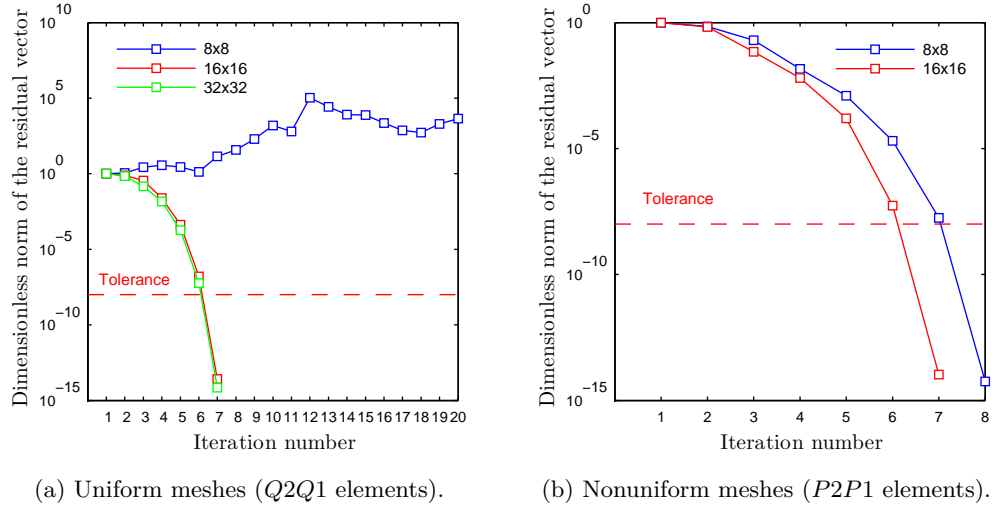 10^10
10^5
10^0
10^-5
10^-10
10^-15
Dimensionless norm of the residual vector
8x8
16x16
32x32
Tolerance
1 2 3 4 5 6 7 8 9 10 11 12 13 14 15 16 17 18 19 20
Iteration number
(a) Uniform meshes (Q2Q1 elements).
10^0
10^-5
10^-10
10^-15
Dimensionless norm of the residual vector
8x8
16x16
Tolerance
1 2 3 4 5 6 7 8
Iteration number
(b) Nonuniform meshes (P2P1 elements).